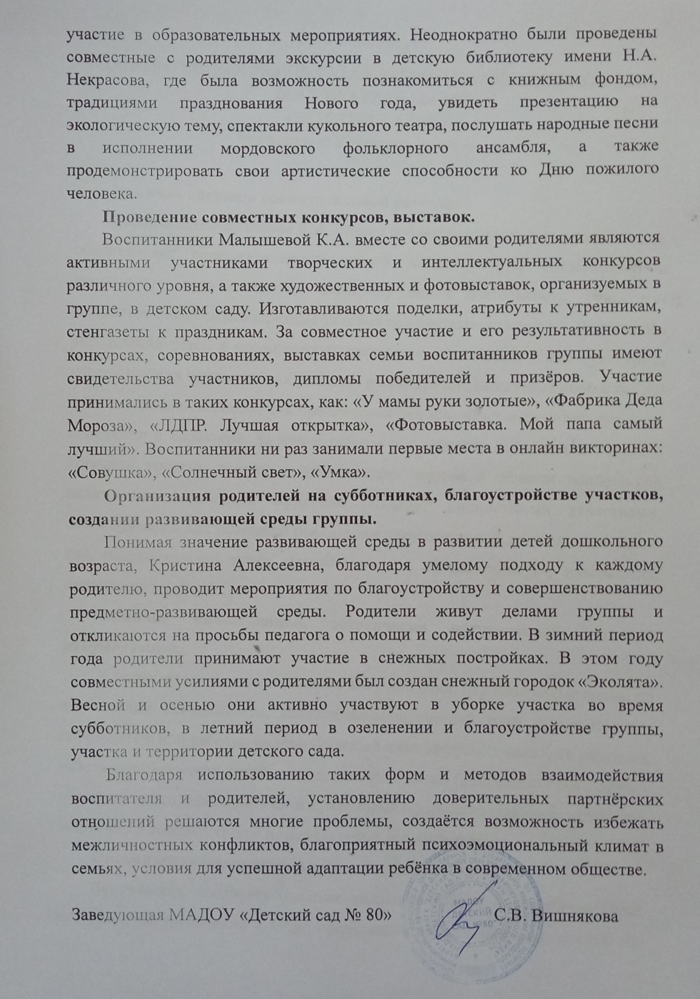 участие в образовательных мероприятиях. Неоднократно были проведены
совместные с родителями экскурсии в детскую библиотеку имени Н.А.
Некрасова, где была возможность познакомиться с книжным фондом,
традициями празднования Нового года, увидеть презентацию на
экологическую тему, спектакли кукольного театра, послушать народные песни
в исполнении мордовского фольклорного ансамбля, а также
продемонстрировать свои артистические способности ко Дню пожилого
человека.
Проведение совместных конкурсов, выставок.
Воспитанники Малышевой К.А. вместе со своими родителями являются
активными участниками творческих и интеллектуальных конкурсов
различного уровня, а также художественных и фотовыставок, организуемых в
группе, в детском саду. Изготавливаются поделки, атрибуты к утренникам,
стенгазеты к праздникам. За совместное участие и его результативность в
конкурсах, соревнованиях, выставках семьи воспитанников группы имеют
свидетельства участников, дипломы победителей и призёров. Участие
принимались в таких конкурсах, как: «У мамы руки золотые», «Фабрика Деда
Мороза», «ЛДПР. Лучшая открытка», «Фотовыставка. Мой папа самый
лучший». Воспитанники ни раз занимали первые места в онлайн викторинах:
«Совушка», «Солнечный свет», «Умка».
Организация родителей на субботниках, благоустройстве участков,
создании развивающей среды группы.
Понимая значение развивающей среды в развитии детей дошкольного
возраста, Кристина Алексеевна, благодаря умелому подходу к каждому
родителю, проводит мероприятия по благоустройству и совершенствованию
предметно-развивающей среды. Родители живут делами группы и
откликаются на просьбы педагога о помощи и содействии. В зимний период
года родители принимают участие в снежных постройках. В этом году
совместными усилиями с родителями был создан снежный городок «Эколята».
Весной и осенью они активно участвуют в уборке участка во время
субботников, в летний период в озеленении и благоустройстве группы,
участка и территории детского сада.
Благодаря использованию таких форм и методов взаимодействия
воспитателя и родителей, установлению доверительных партнёрских
отношений решаются многие проблемы, создаётся возможность избежать
межличностных конфликтов, благоприятный психоэмоциональный климат в
семьях, условия для успешной адаптации ребёнка в современном обществе.
Заведующая МАДОУ «Детский сад № 80» С.В. Вишнякова
МАДОУ
ДЕТСКИЙ
САД №80